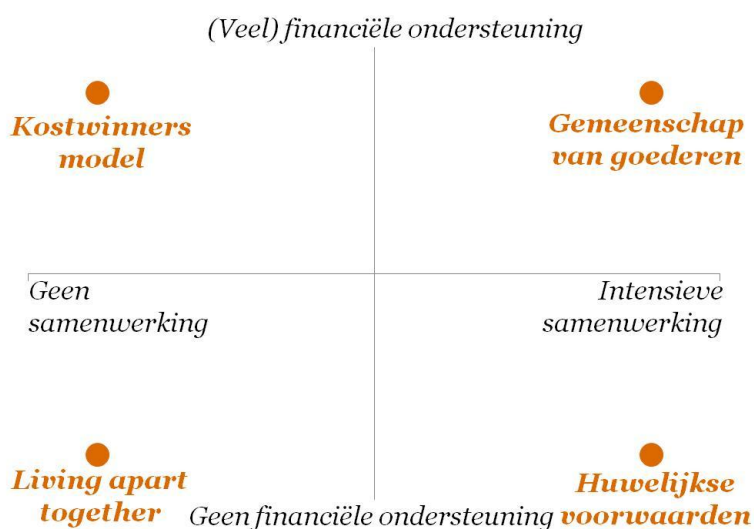 (Veel) financiële ondersteuning
Kostwinners
model
Gemeenschap
van goederen
Geen
samenwerking
Intensieve
samenwerking
Living apart
together
Geen financiële ondersteuning
Huwelijkse
voorwaarden